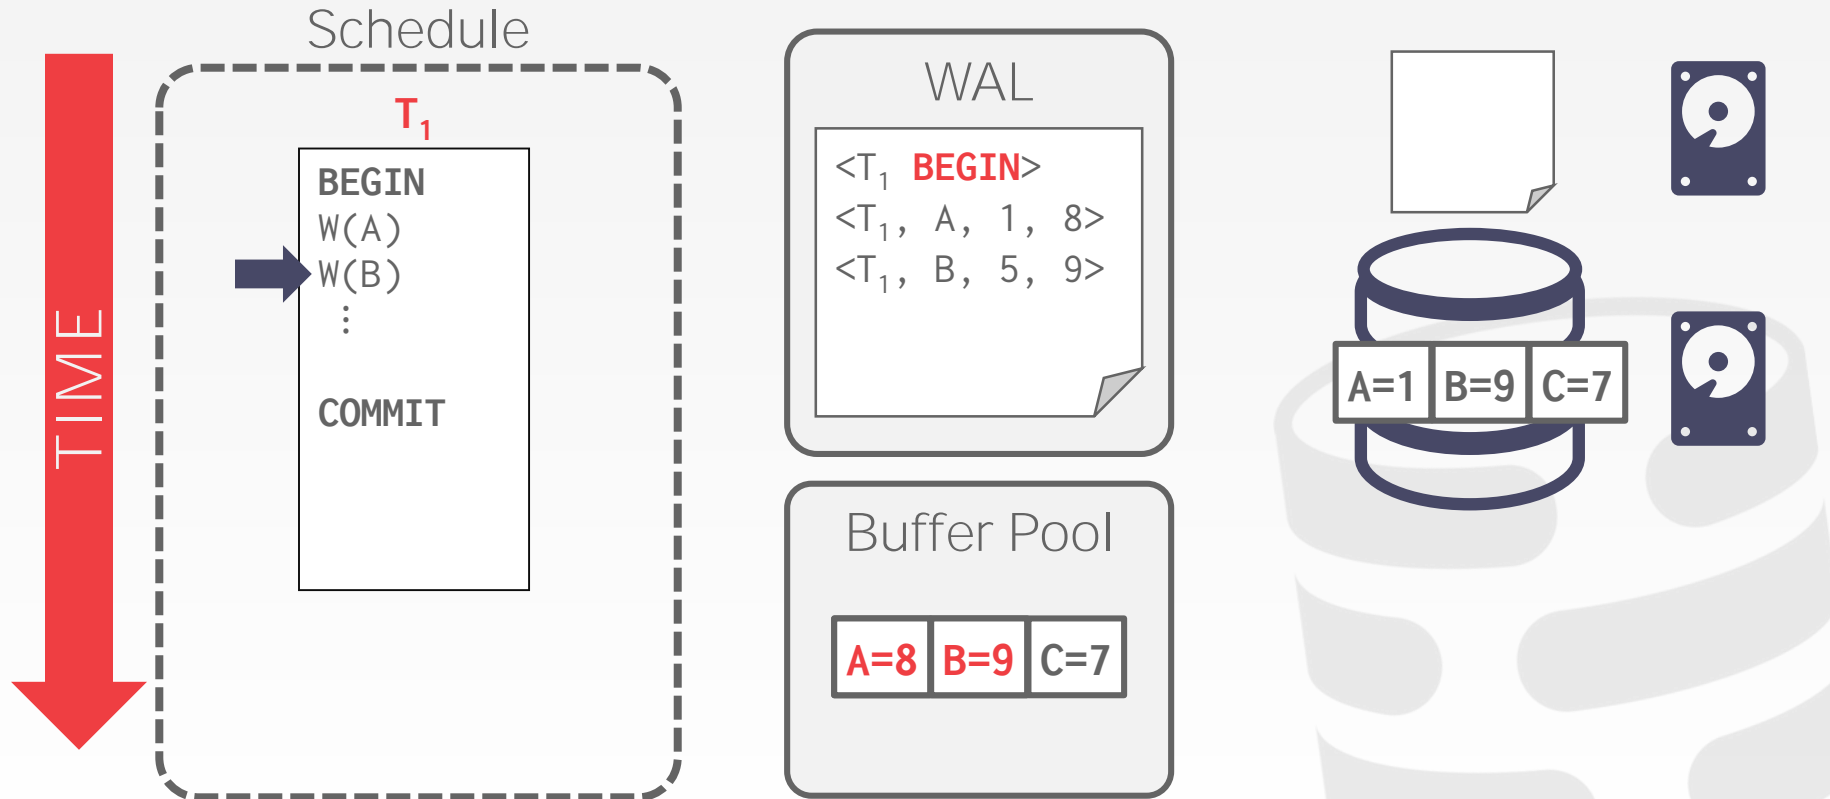 Schedule
TIME
T1
BEGIN
W(A)
W(B)
⋮
COMMIT
WAL
<T1 BEGIN>
<T1, A, 1, 8>
<T1, B, 5, 9>
Buffer Pool
A=8 B=9 C=7
A=1 B=9 C=7